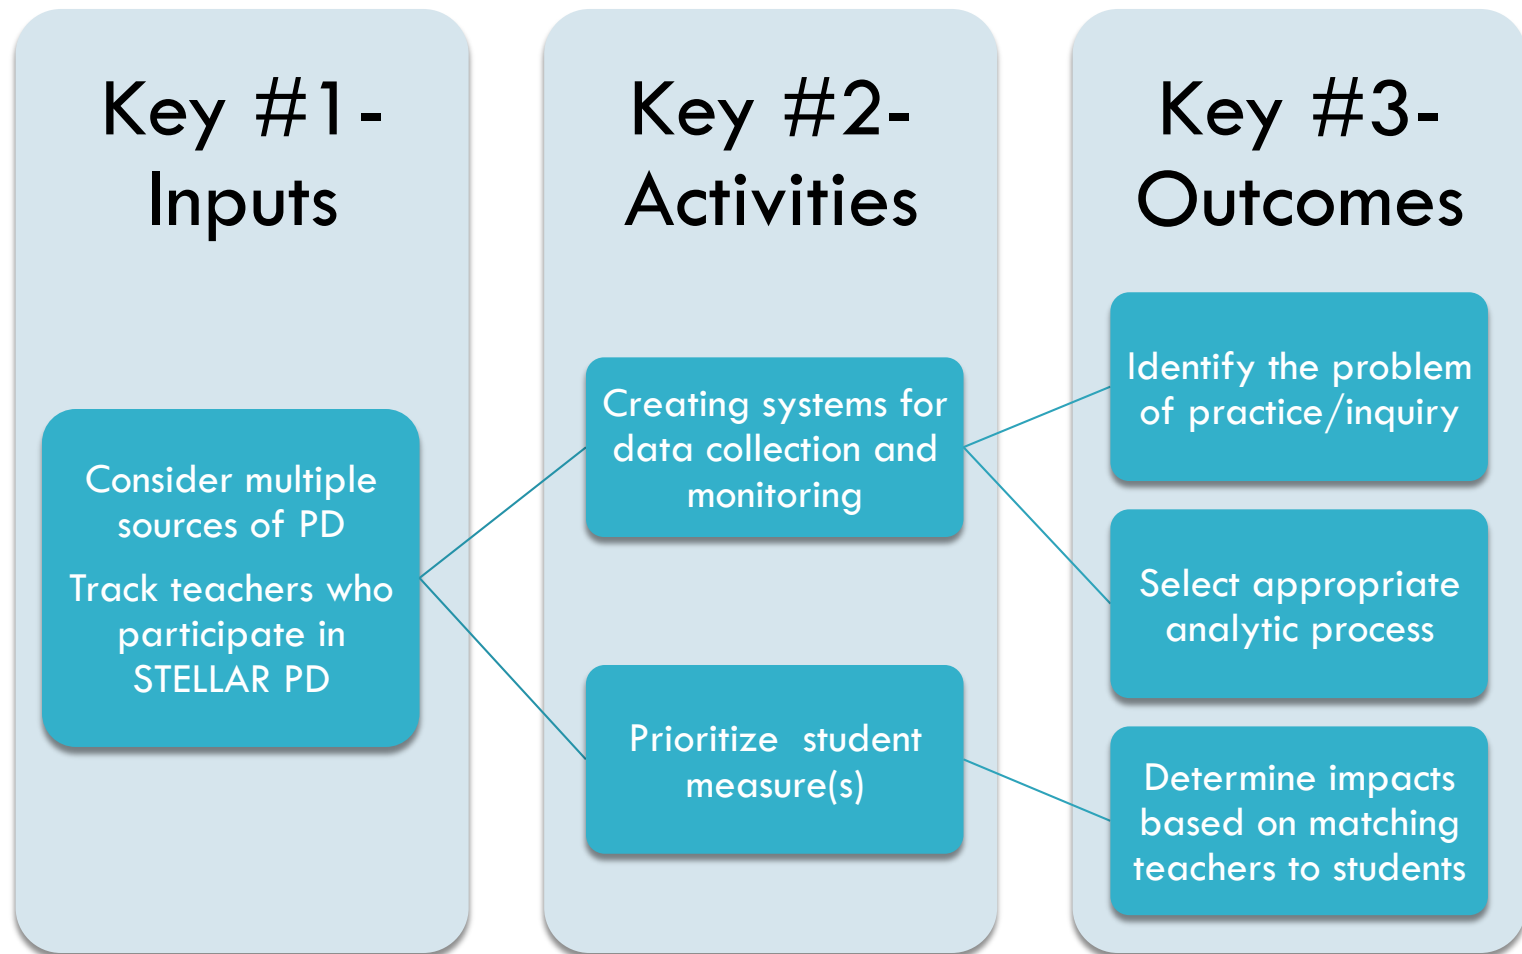 Key #1-
Inputs
Consider multiple
sources of PD
Track teachers who
participate in
STELLAR PD
Key #2-
Activities
Creating systems for
data collection and
monitoring
Prioritize  student
measure(s)
Key #3-
Outcomes
Identify the problem
of practice/inquiry
Select appropriate
analytic process
Determine impacts
based on matching
teachers to students